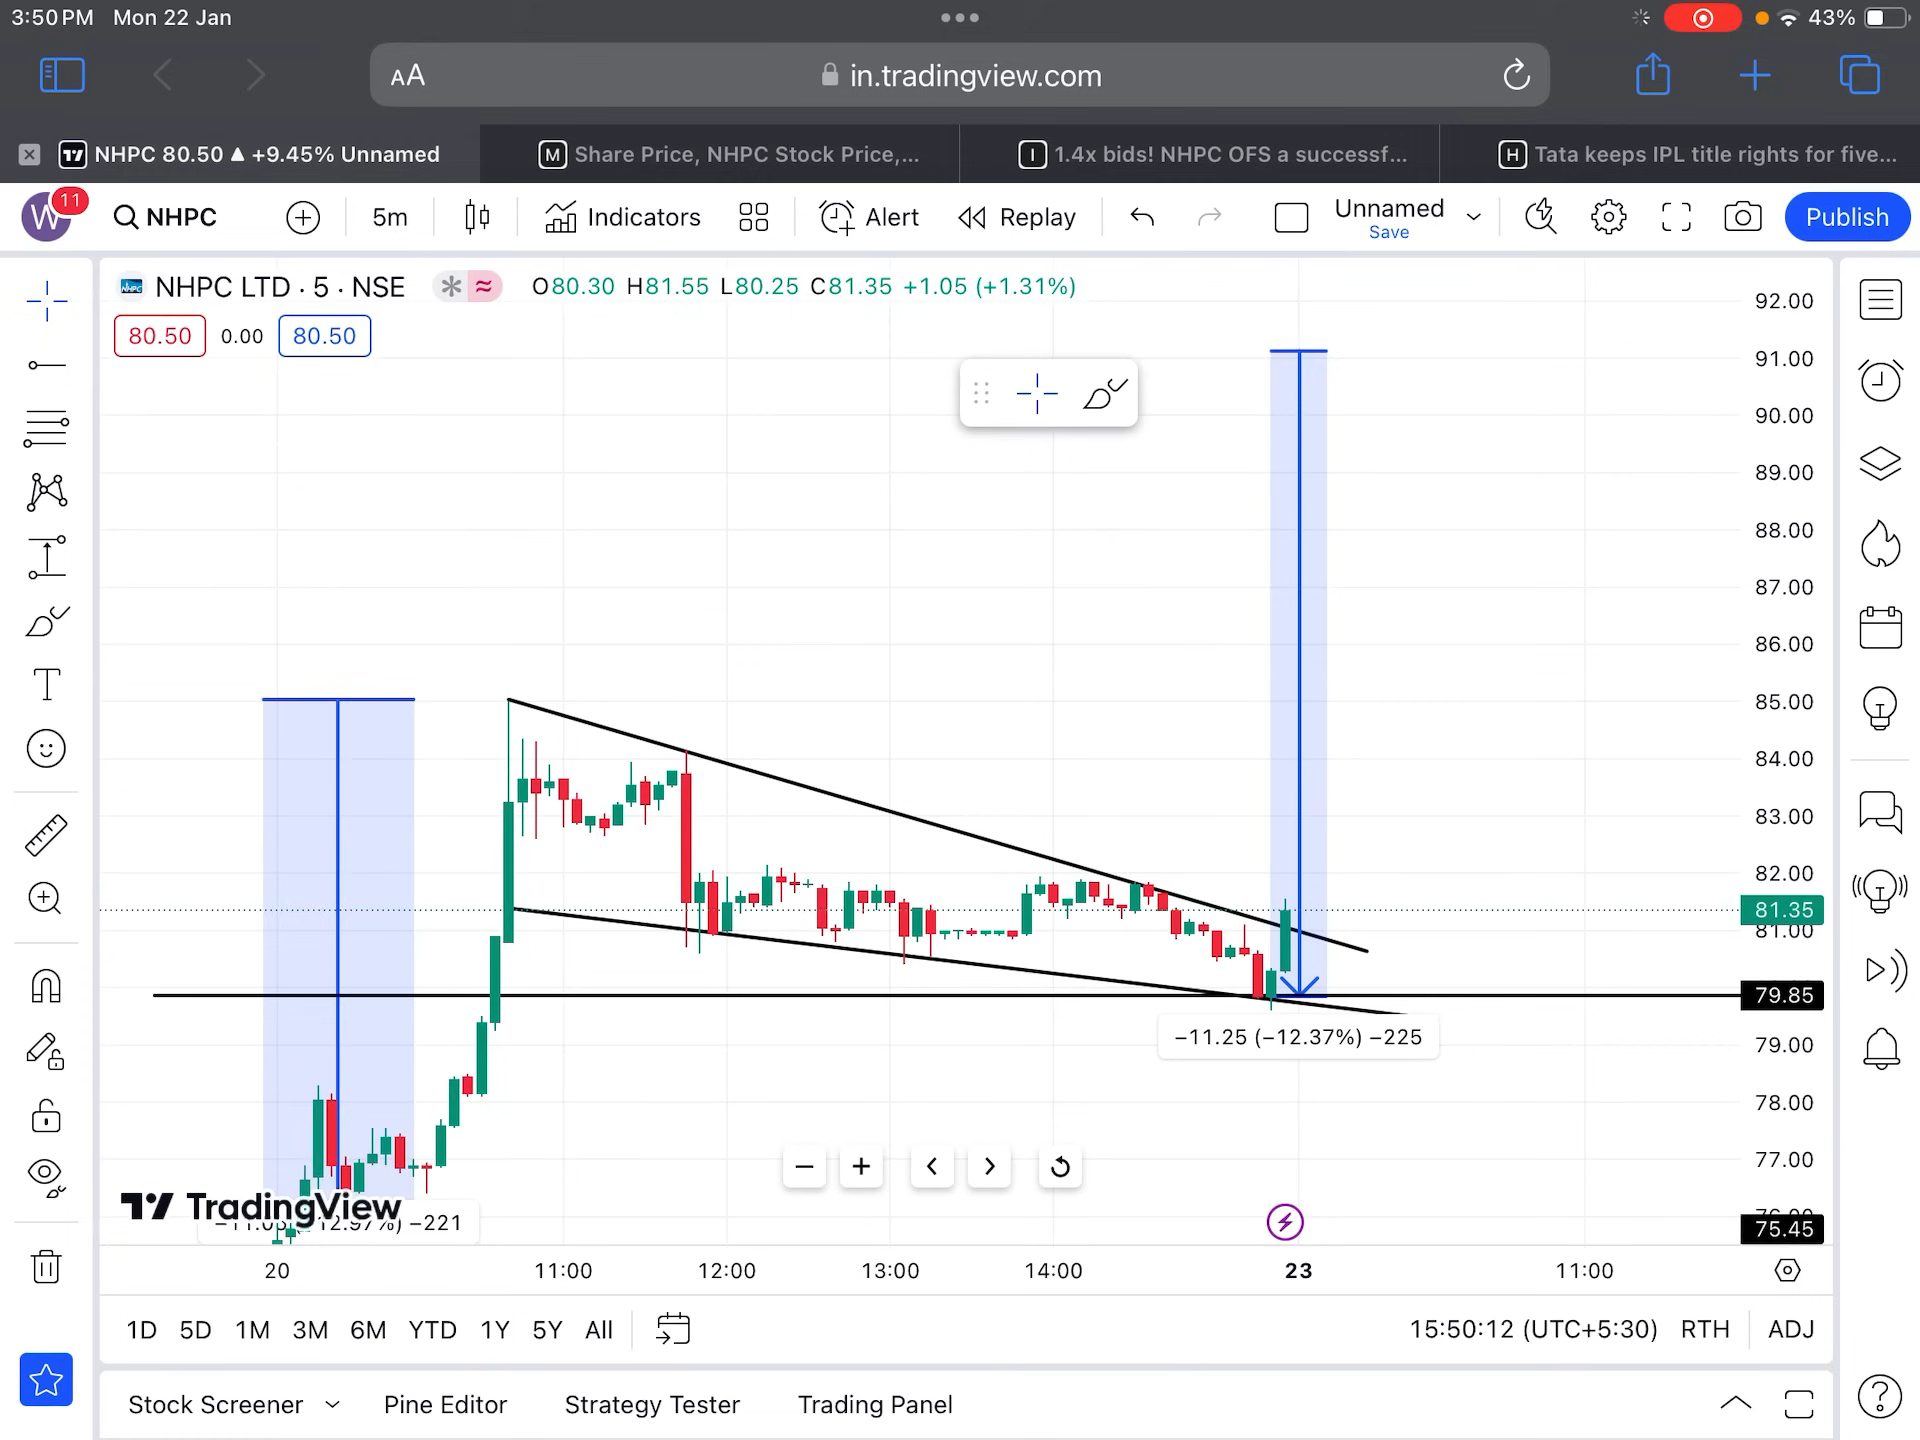 3:50 PM Mon 22 Jan
43%
AA in.tradingview.com
NHPC 80.50 ▲ +9.45% Unnamed
M Share Price, NHPC Stock Price,...
I 1.4x bids! NHPC OFS a successf...
H Tata keeps IPL title rights for five...
W 11 NHPC 5m Indicators Alert Replay Unnamed Save Publish
NHPC LTD · 5 · NSE O80.30 H81.55 L80.25 C81.35 +1.05 (+1.31%)
80.50 0.00 80.50
92.00
91.00
90.00
89.00
88.00
87.00
86.00
85.00
84.00
83.00
82.00
81.35
81.00
79.85
−11.25 (−12.37%) −225
79.00
78.00
77.00
TradingView
−221
75.45
20 11:00 12:00 13:00 14:00 23 11:00
1D 5D 1M 3M 6M YTD 1Y 5Y All
15:50:12 (UTC+5:30) RTH ADJ
Stock Screener Pine Editor Strategy Tester Trading Panel